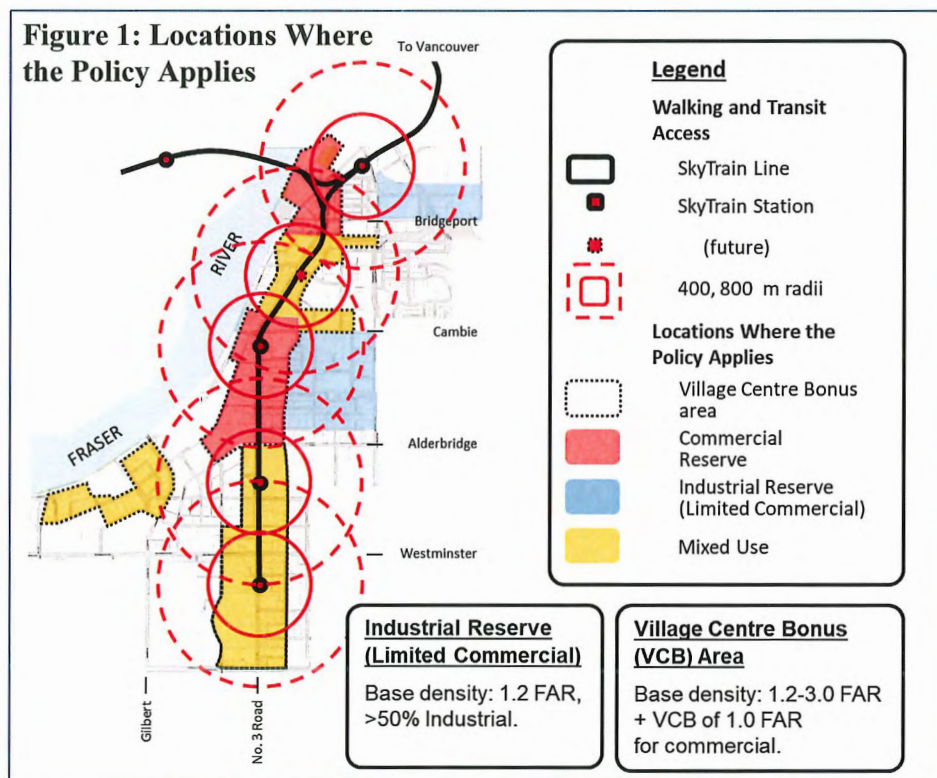 Figure 1: Locations Where
the Policy Applies
To Vancouver
RIVER
FRASER
Bridgeport
Cambie
Alderbridge
Westminster
Gilbert
No. 3 Road
Legend
Walking and Transit
Access
SkyTrain Line
SkyTrain Station
(future)
400, 800 m radii
Locations Where the
Policy Applies
Village Centre Bonus
area
Commercial
Reserve
Industrial Reserve
(Limited Commercial)
Mixed Use
Industrial Reserve
(Limited Commercial)
Base density: 1.2 FAR,
>50% Industrial.
Village Centre Bonus
(VCB) Area
Base density: 1.2-3.0 FAR
+ VCB of 1.0 FAR
for commercial.